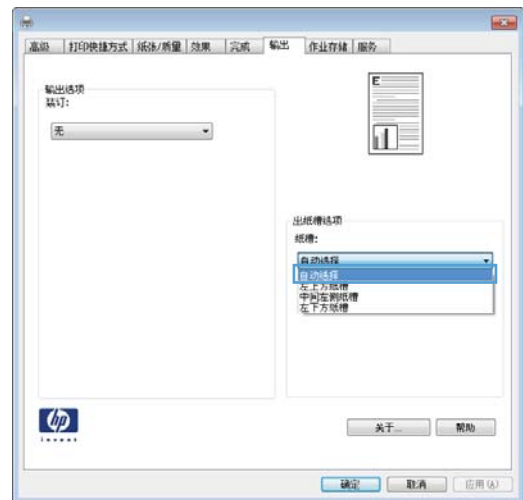 高级 打印快捷方式 纸张/质量 效果 完成 输出 作业存储 服务
输出选项
装订:
无
E
出纸槽选项
纸槽:
自动选择
自动选择
左上方纸槽
中间左侧纸槽
左下方纸槽
hp
invent
关于... 帮助
确定 取消 应用(A)